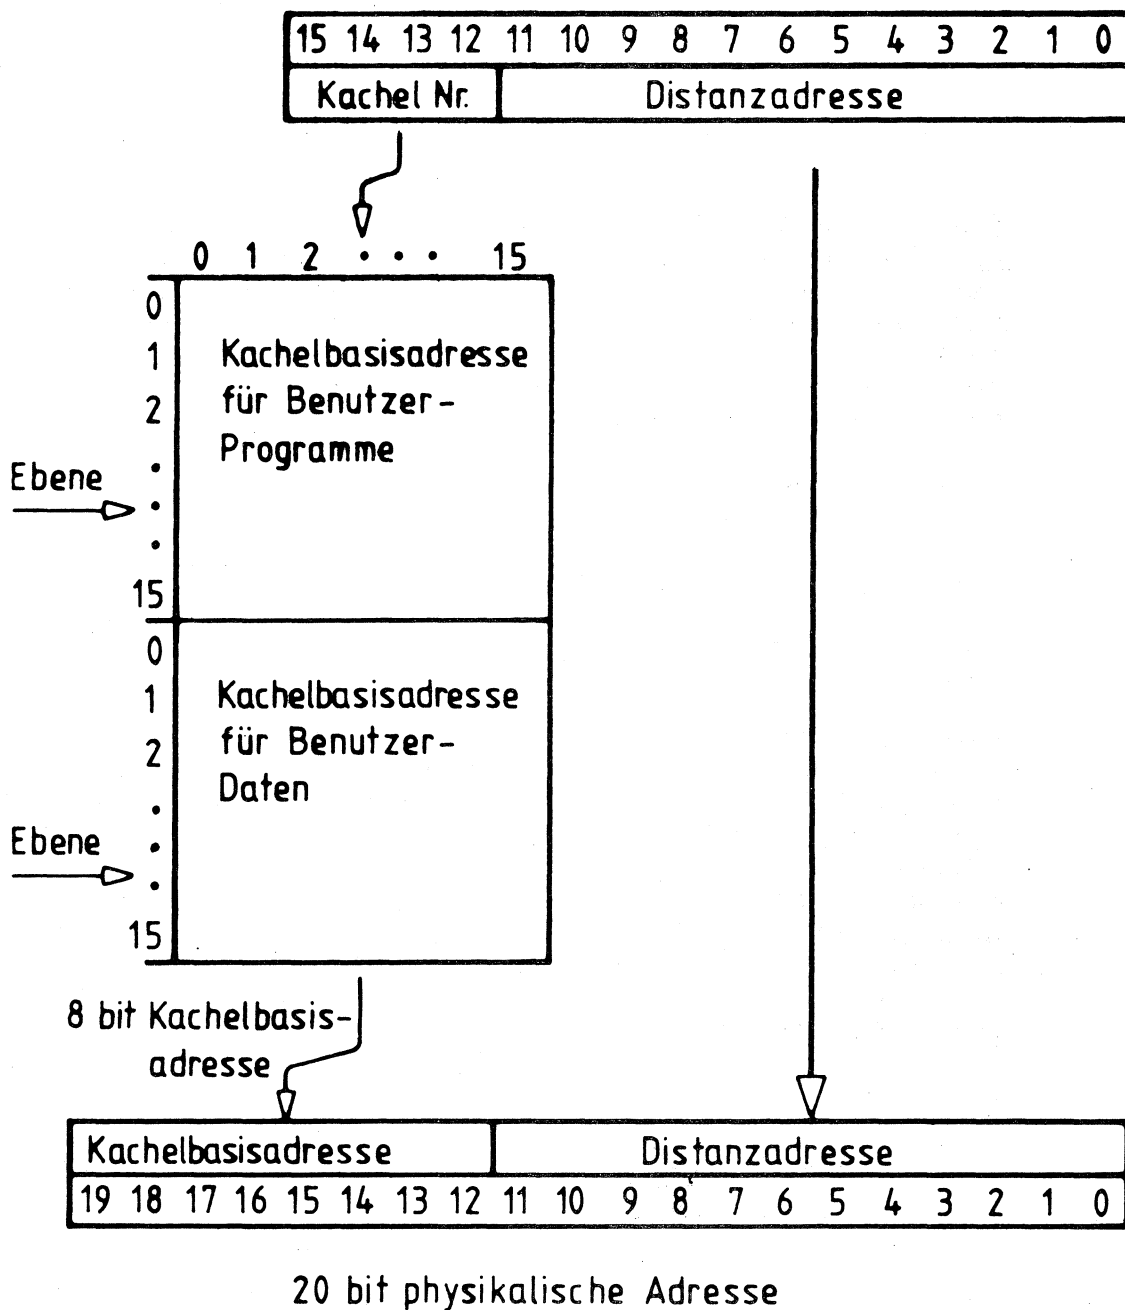 15 14 13 12 11 10 9 8 7 6 5 4 3 2 1 0
Kachel Nr. Distanzadresse
0 1 2 • • • 15
0
1
2
•
•
•
15
Kachelbasisadresse
für Benutzer-
Programme
Ebene
0
1
2
•
•
•
15
Kachelbasisadresse
für Benutzer-
Daten
Ebene
8 bit Kachelbasis-
adresse
Kachelbasisadresse Distanzadresse
19 18 17 16 15 14 13 12 11 10 9 8 7 6 5 4 3 2 1 0
20 bit physikalische Adresse